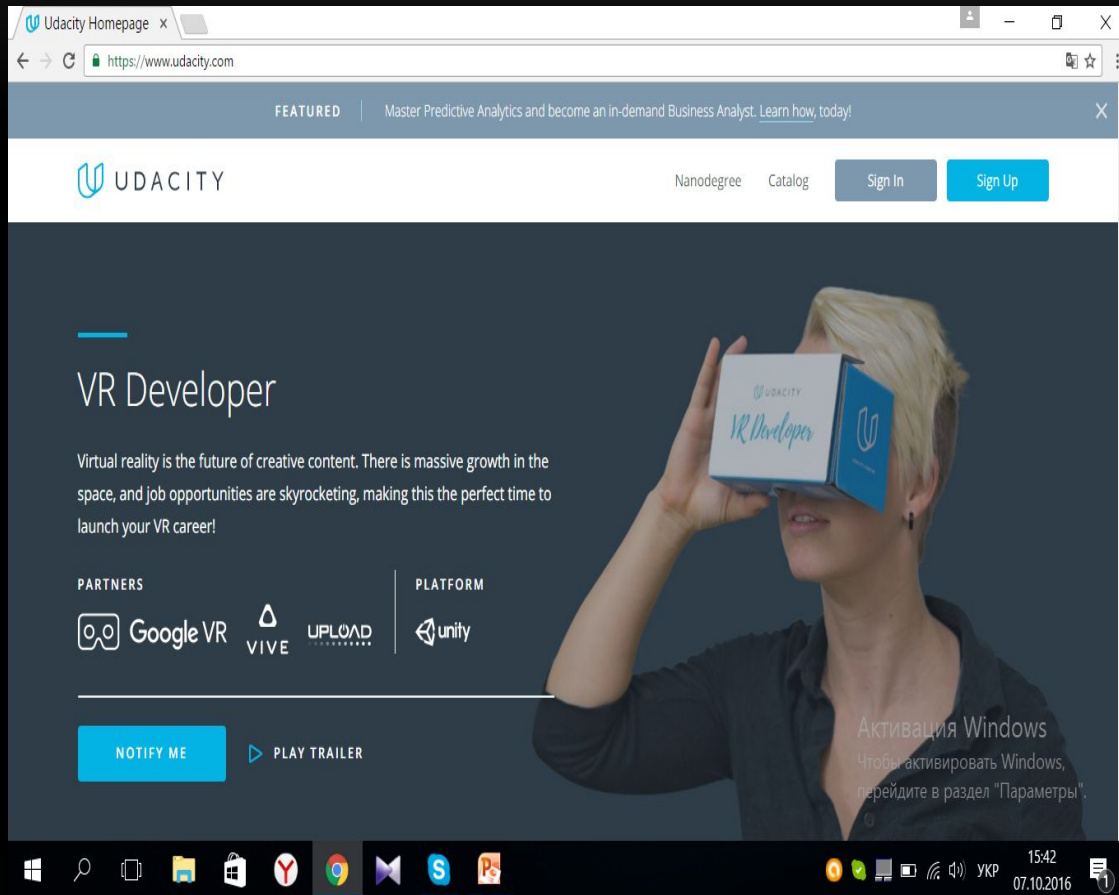 Udacity Homepage
https://www.udacity.com
FEATURED Master Predictive Analytics and become an in-demand Business Analyst. Learn how, today!
UDACITY
Nanodegree Catalog Sign In Sign Up
VR Developer
Virtual reality is the future of creative content. There is massive growth in the
space, and job opportunities are skyrocketing, making this the perfect time to
launch your VR career!
PARTNERS
Google VR VIVE UPLOAD
PLATFORM
unity
NOTIFY ME PLAY TRAILER
UDACITY
VR Developer
Активация Windows
Чтобы активировать Windows,
перейдите в раздел "Параметры".
УКР
15:42
07.10.2016
1